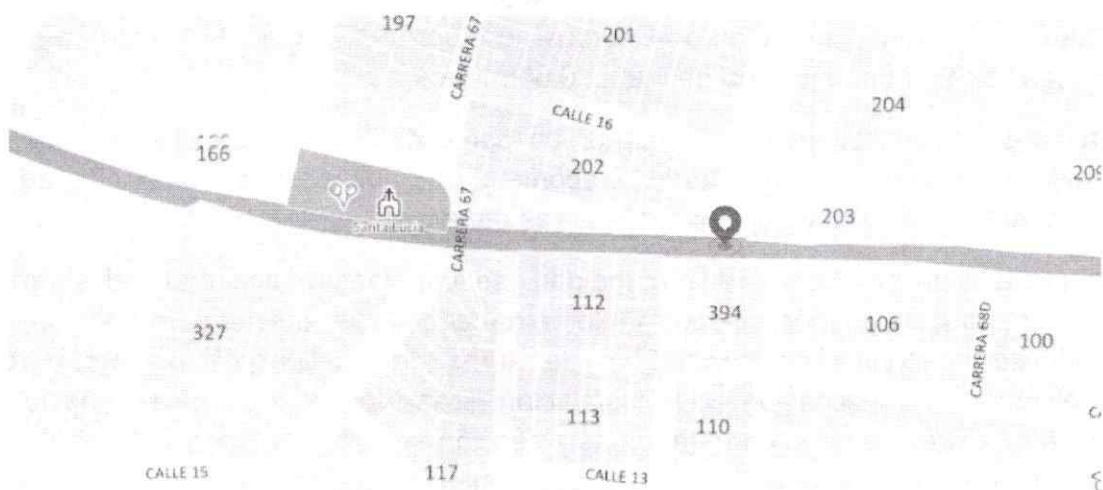 197
CARRERA 67
201
CALLE 16
204
166
202
209
CARRERA 67
Santa Lucía
203
112
394
106
CARRERA 68D
100
327
113
110
CALLE 15
117
CALLE 13